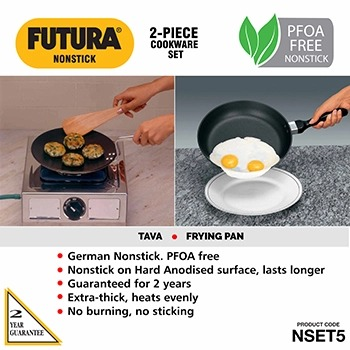 FUTURA®
NONSTICK
2-PIECE
COOKWARE
SET
PFOA
FREE
NONSTICK
TAVA • FRYING PAN
• German Nonstick. PFOA free
• Nonstick on Hard Anodised surface, lasts longer
• Guaranteed for 2 years
• Extra-thick, heats evenly
• No burning, no sticking
2
YEAR
GUARANTEE
PRODUCT CODE
NSET5